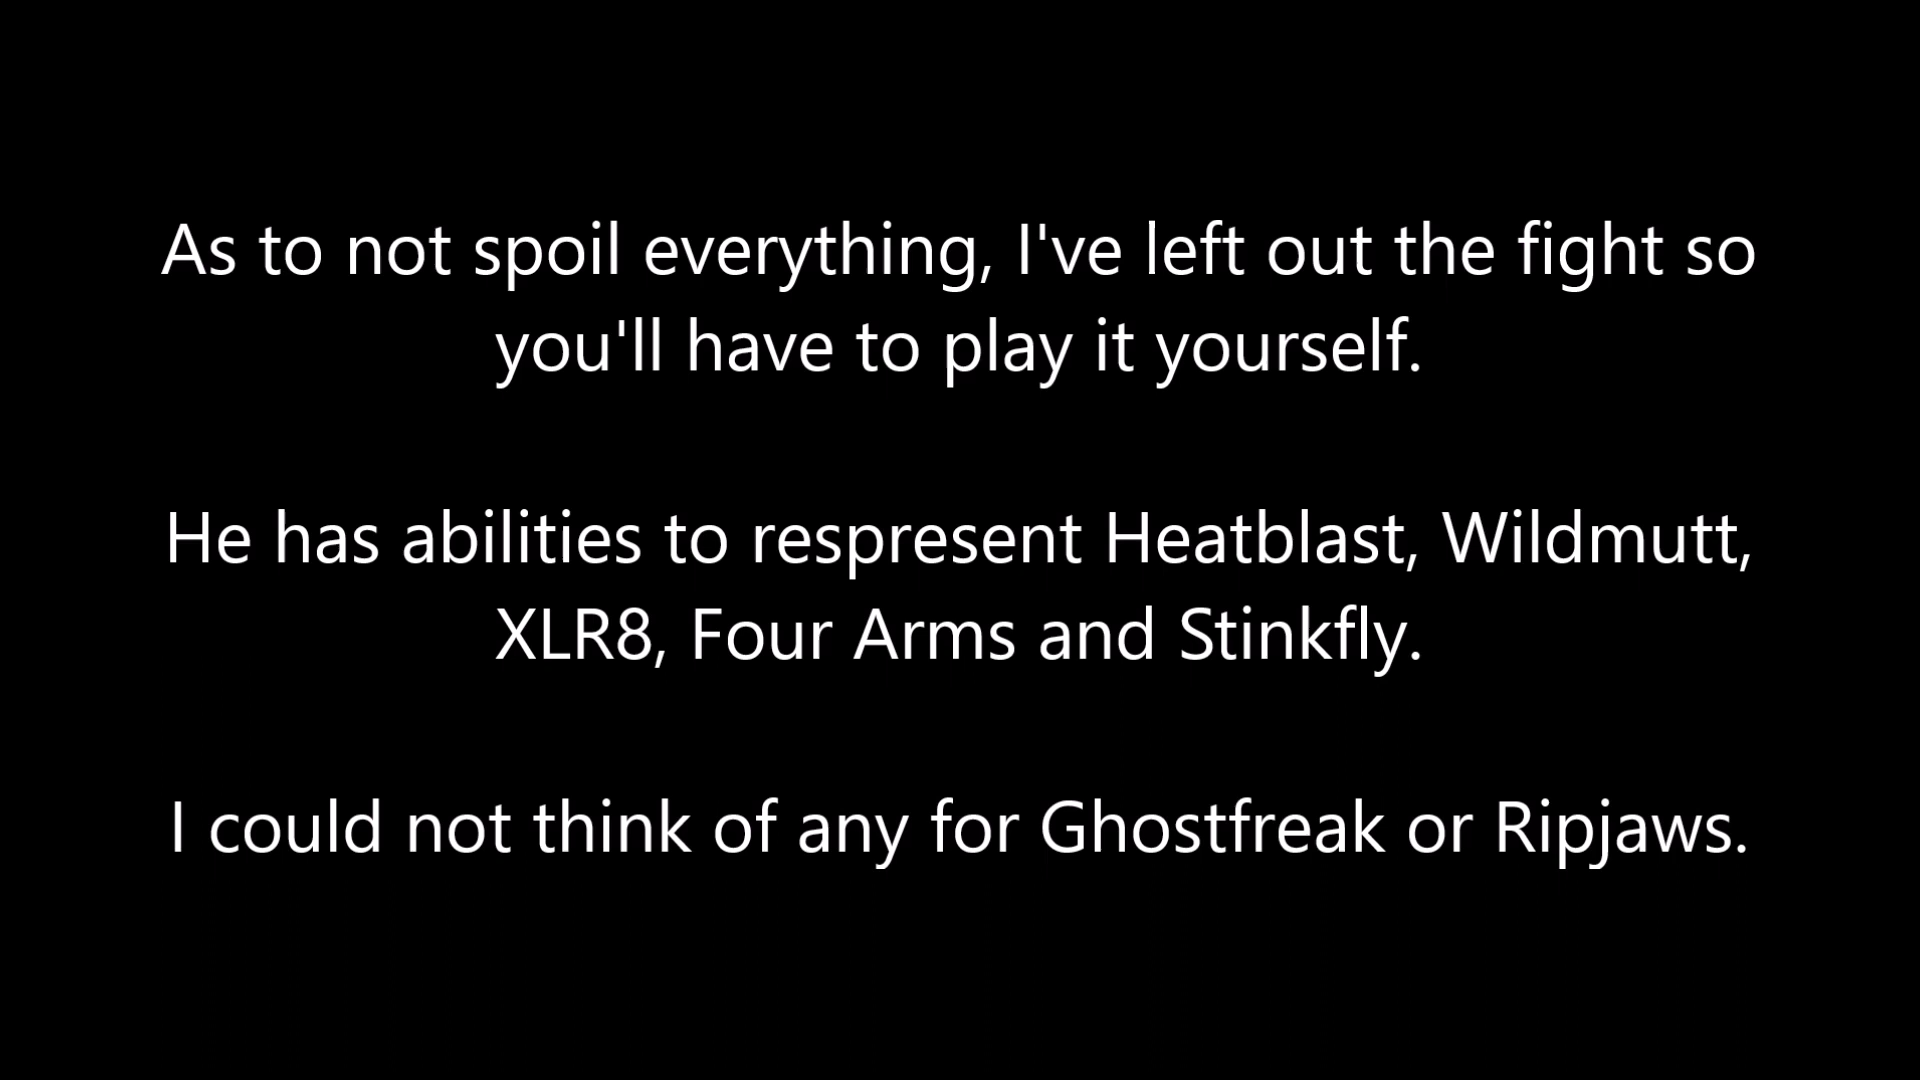 As to not spoil everything, I've left out the fight so
you'll have to play it yourself.
He has abilities to respresent Heatblast, Wildmutt,
XLR8, Four Arms and Stinkfly.
I could not think of any for Ghostfreak or Ripjaws.